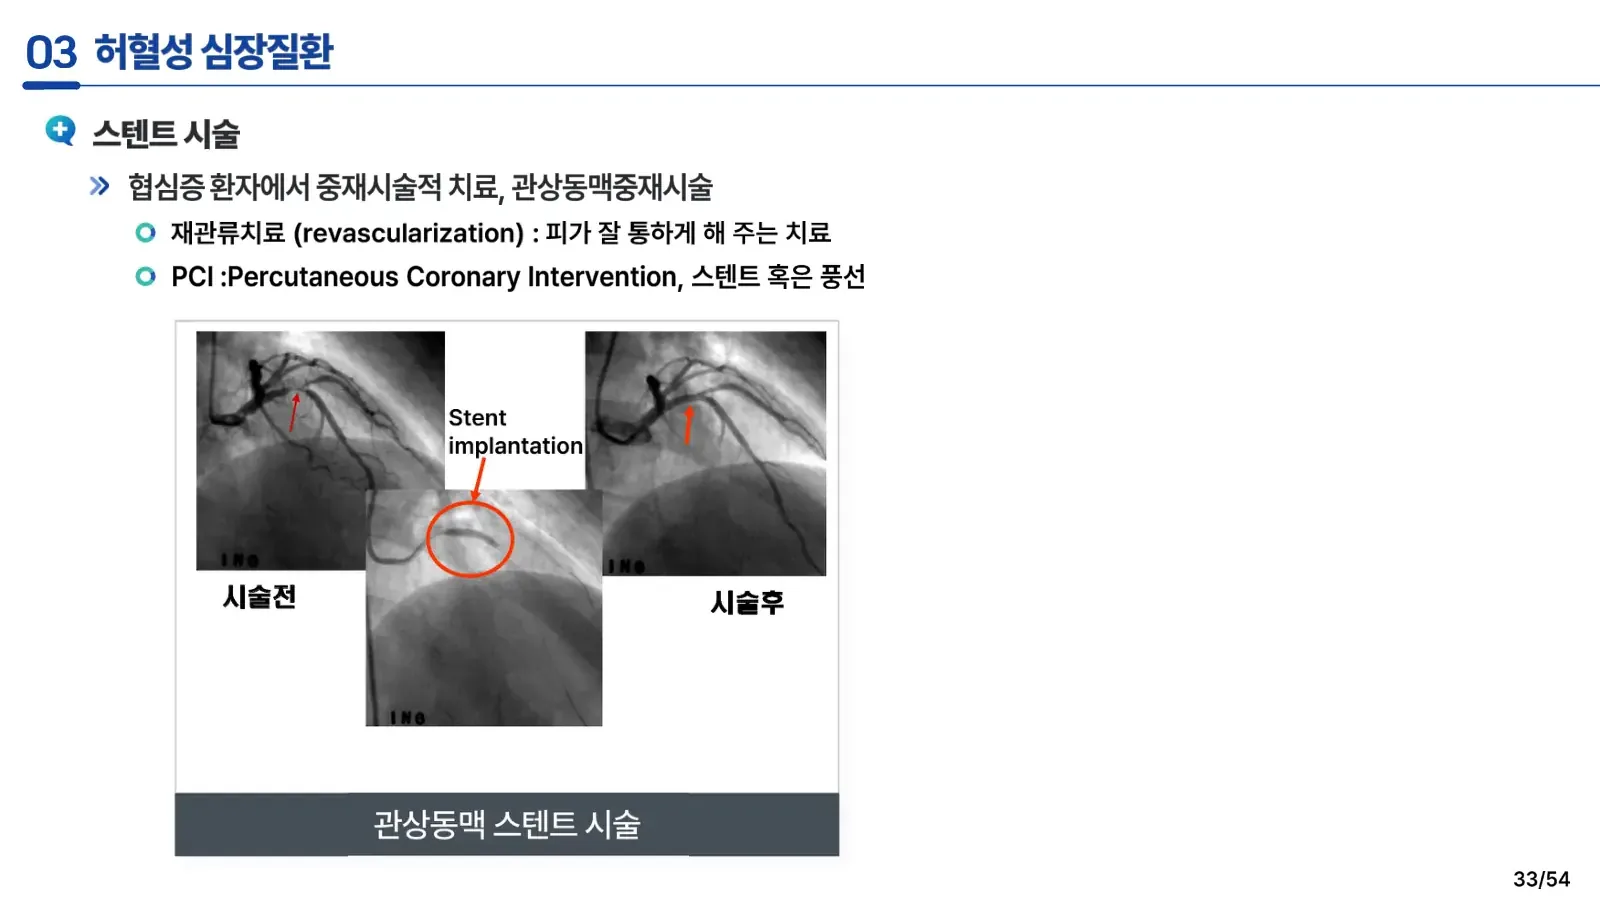 03 허혈성 심장질환
스텐트 시술
협심증 환자에서 중재시술적 치료, 관상동맥중재시술
재관류치료 (revascularization) : 피가 잘 통하게 해 주는 치료
PCI :Percutaneous Coronary Intervention, 스텐트 혹은 풍선
Stent
implantation
ING
ING
시술전
시술후
ING
관상동맥 스텐트 시술
33/54